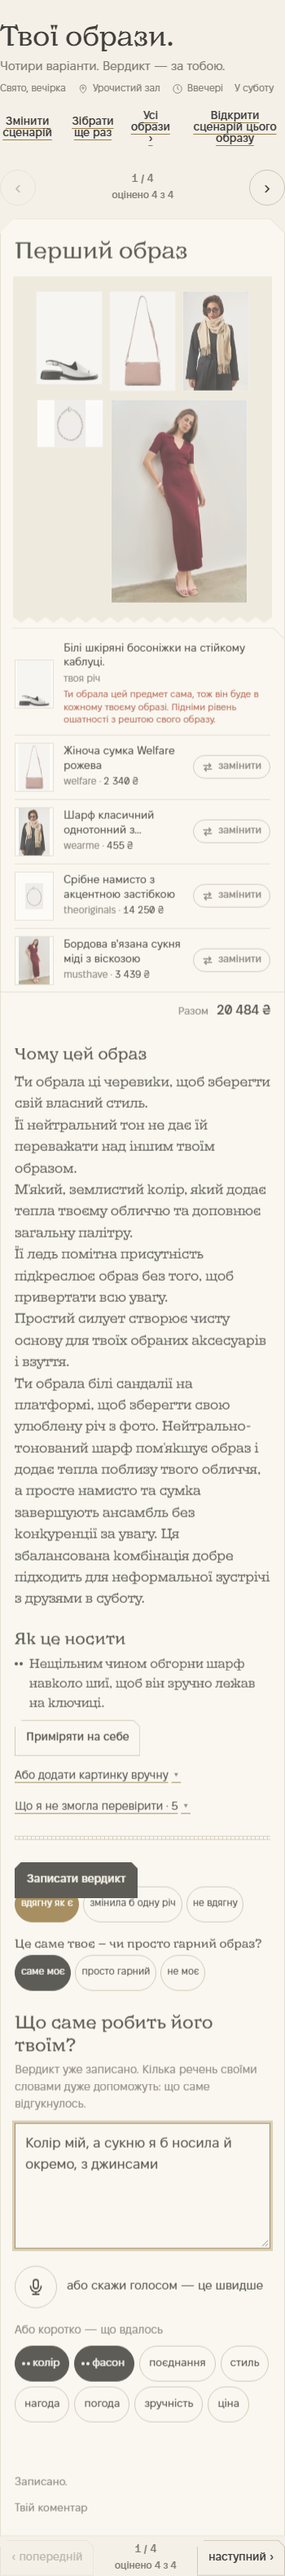 Твої образи.
Чотири варіанти. Вердикт — за тобою.
Свято, вечірка Урочистий зал Ввечері У суботу
Змінити сценарій
Зібрати ще раз
Усі образи ›
Відкрити сценарій цього образу
‹ 1 / 4 ›
оцінено 4 з 4
Перший образ
Білі шкіряні босоніжки на стійкому
каблуці.
твоя річ
Ти обрала цей предмет сама, тож він буде в
кожному твоєму образі. Підніми рівень
ошатності з рештою свого образу.
Жіноча сумка Welfare
рожева
welfare · 2 340 ₴
замінити
Шарф класичний
однотонний з...
wearme · 455 ₴
замінити
Срібне намисто з
акцентною застібкою
theoriginals · 14 250 ₴
замінити
Бордова в'язана сукня
міді з віскозою
musthave · 3 439 ₴
замінити
Разом 20 484 ₴
Чому цей образ
Ти обрала ці черевики, щоб зберегти
свій власний стиль.
Її нейтральний тон не дає їй
переважати над іншим твоїм
образом.
М'який, землистий колір, який додає
тепла твоєму обличчю та доповнює
загальну палітру.
Її ледь помітна присутність
підкреслює образ без того, щоб
привертати всю увагу.
Простий силует створює чисту
основу для твоїх обраних аксесуарів
і взуття.
Ти обрала білі сандалії на
платформі, щоб зберегти свою
улюблену річ з фото. Нейтрально-
тонований шарф пом'якшує образ і
додає тепла поблизу твого обличчя,
а просте намисто та сумка
завершують ансамбль без
конкуренції за увагу. Ця
збалансована комбінація добре
підходить для неформальної зустрічі
з друзями в суботу.
Як це носити
•• Нещільним чином обгорни шарф
навколо шиї, щоб він зручно лежав
на ключиці.
Приміряти на себе
Або додати картинку вручну ▾
Що я не змогла перевірити · 5 ▾
Записати вердикт
вдягну як є змінила б одну річ не вдягну
Це саме твоє — чи просто гарний образ?
саме моє просто гарний не моє
Що саме робить його
твоїм?
Вердикт уже записано. Кілька речень своїми
словами дуже допоможуть: що саме
відгукнулось.
Колір мій, а сукню я б носила й
окремо, з джинсами
або скажи голосом — це швидше
Або коротко — що вдалось
•• колір •• фасон поєднання стиль
нагода погода зручність ціна
Записано.
Твій коментар
‹ попередній 1 / 4 наступний ›
оцінено 4 з 4